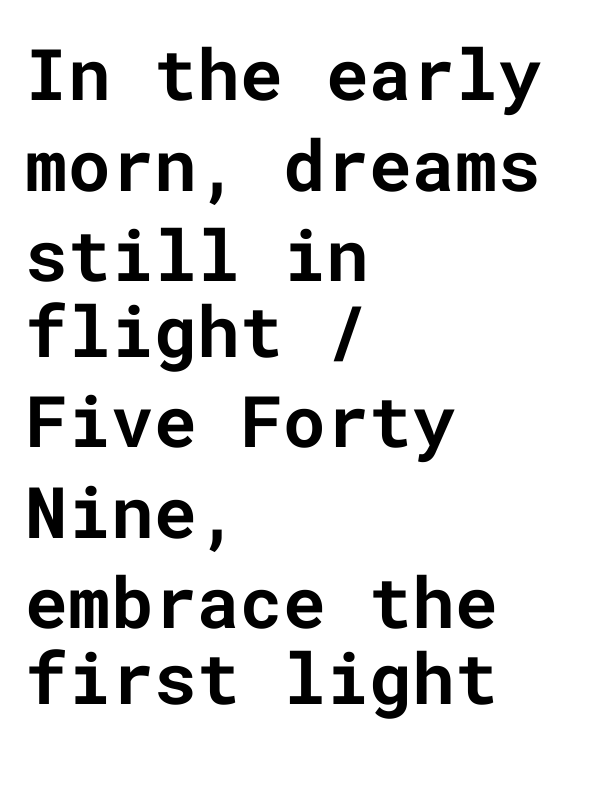 In the early
morn, dreams
still in
flight /
Five Forty
Nine,
embrace the
first light